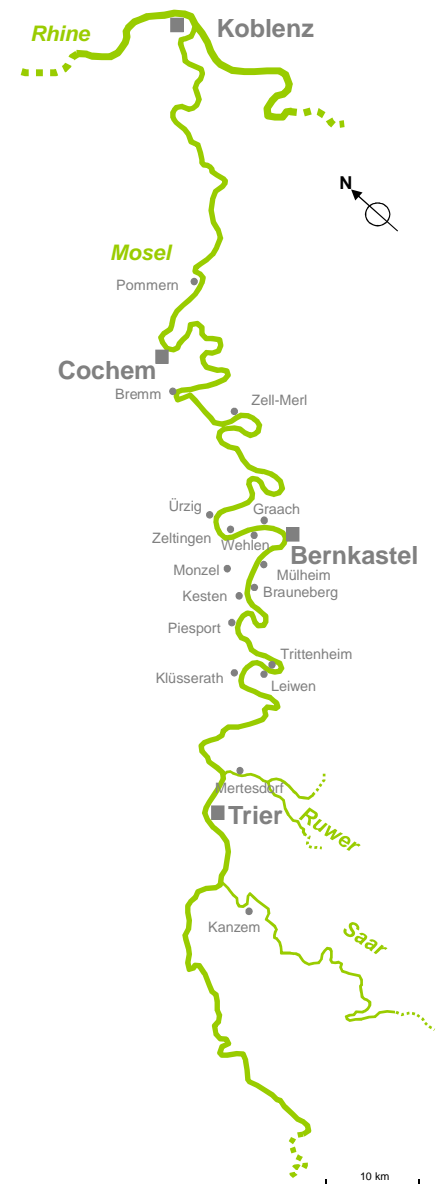 Koblenz
Rhine
N
Mosel
Pommern
Cochem
Bremm
Zell-Merl
Ürzig
Graach
Zeltingen
Wehlen
Bernkastel
Monzel
Mülheim
Brauneberg
Kesten
Piesport
Trittenheim
Klüsserath
Leiwen
Mertesdorf
Trier
Ruwer
Kanzem
Saar
10 km